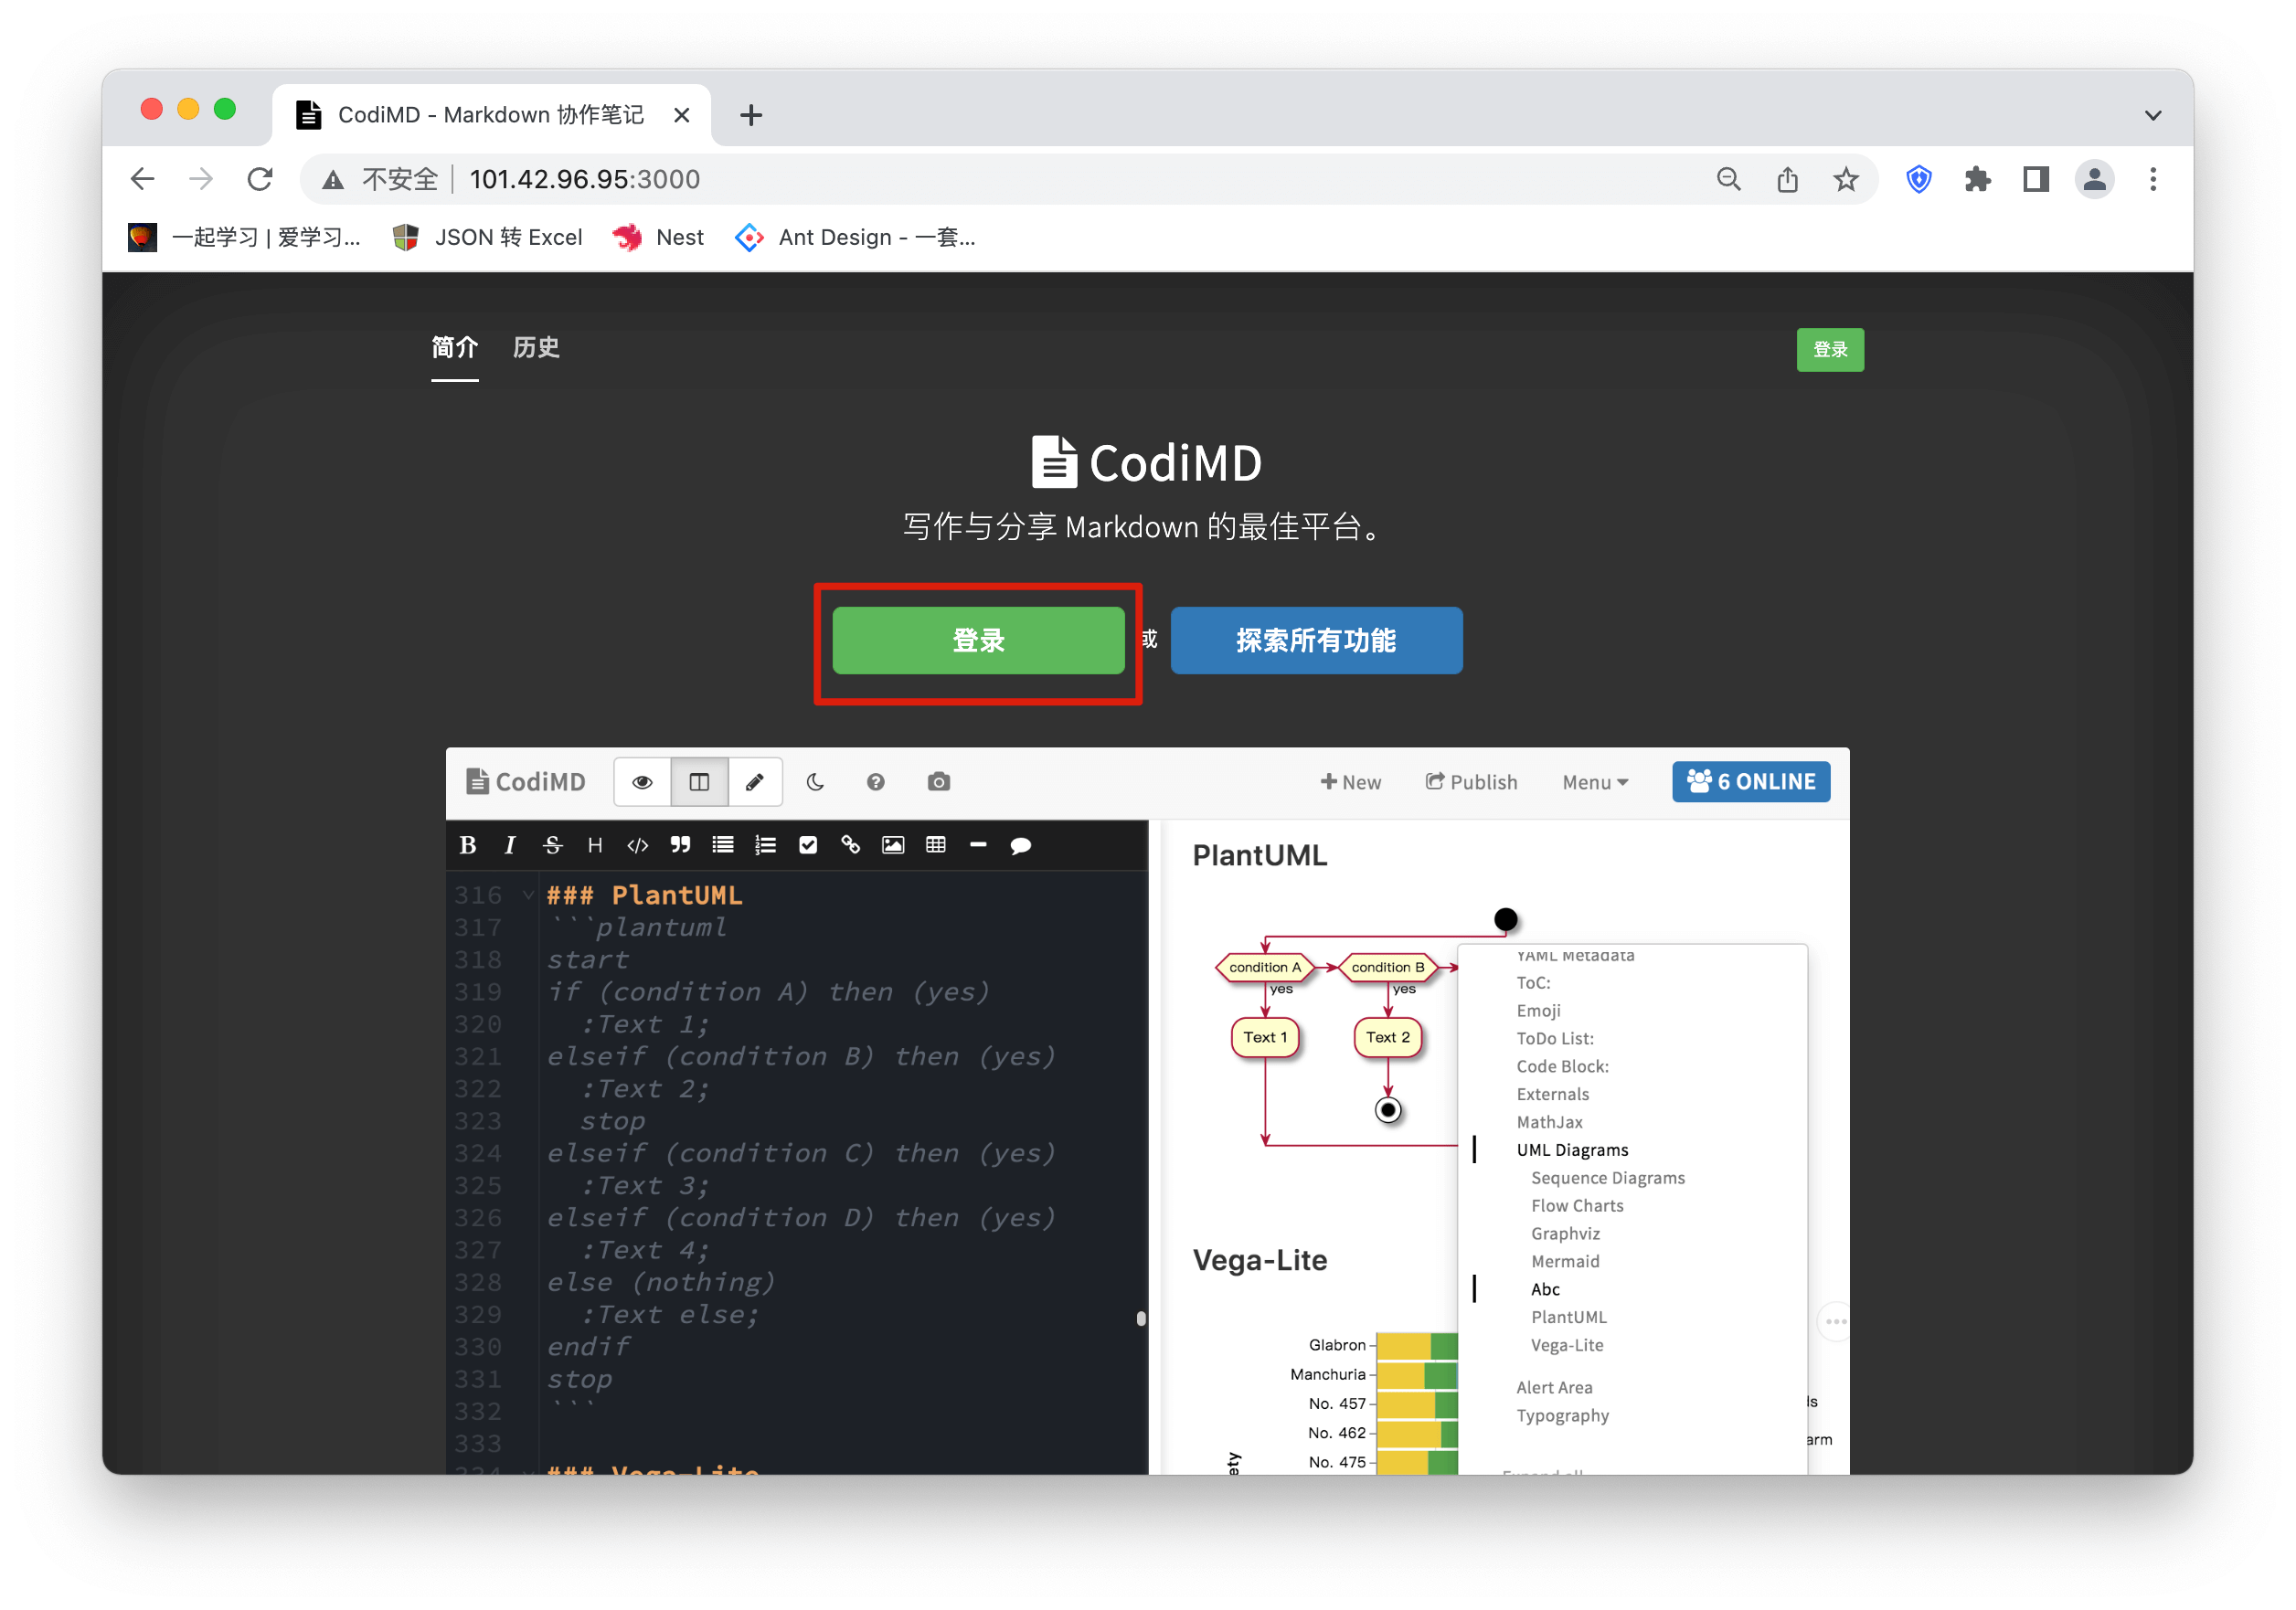 CodiMD - Markdown 协作笔记
不安全 101.42.96.95:3000
一起学习 | 爱学习... JSON 转 Excel Nest Ant Design - 一套...
简介 历史 登录
CodiMD
写作与分享 Markdown 的最佳平台。
登录 或 探索所有功能
CodiMD New Publish Menu 6 ONLINE
B I S H </>
316 ### PlantUML
317 ```plantuml
318 start
319 if (condition A) then (yes)
320 :Text 1;
321 elseif (condition B) then (yes)
322 :Text 2;
323 stop
324 elseif (condition C) then (yes)
325 :Text 3;
326 elseif (condition D) then (yes)
327 :Text 4;
328 else (nothing)
329 :Text else;
330 endif
331 stop
332 ```
333
334 ### Vega-Lite
PlantUML
condition A condition B
yes yes
Text 1 Text 2
YAML Metadata
ToC:
Emoji
ToDo List:
Code Block:
Externals
MathJax
UML Diagrams
Sequence Diagrams
Flow Charts
Graphviz
Mermaid
Abc
PlantUML
Vega-Lite
Alert Area
Typography
Expand all
Vega-Lite
Glabron
Manchuria
No. 457
No. 462
No. 475
ety
ls
arm